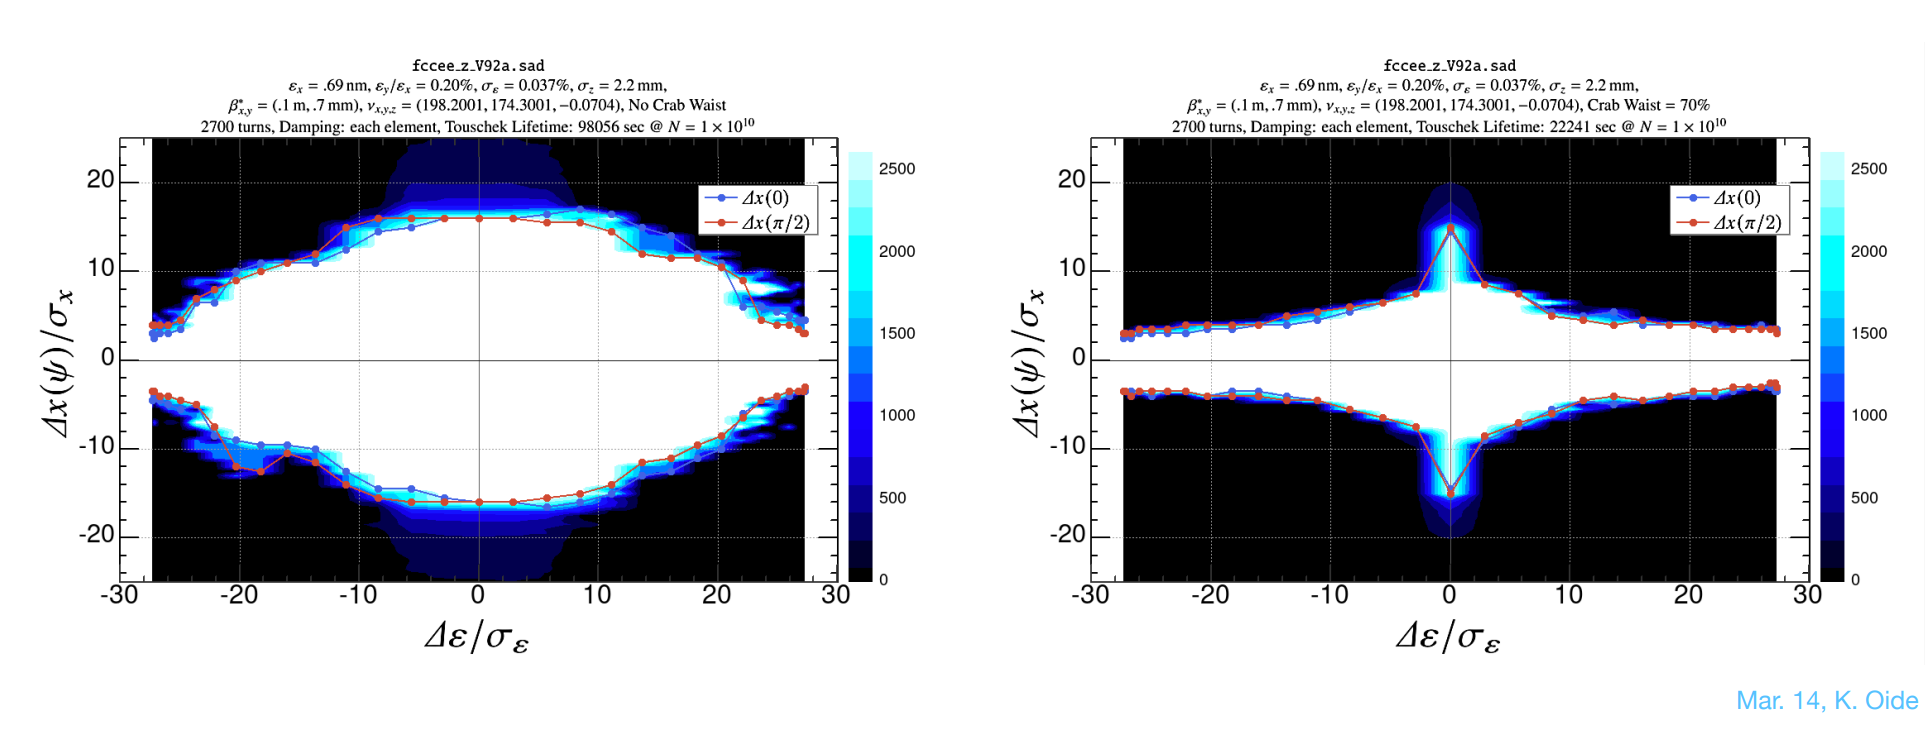 fccee_z_V92a.sad
εx = .69 nm, εy/εx = 0.20%, σε = 0.037%, σz = 2.2 mm,
β*x,y = (.1 m, .7 mm), νx,y,z = (198.2001, 174.3001, −0.0704), No Crab Waist
2700 turns, Damping: each element, Touschek Lifetime: 98056 sec @ N = 1 × 10^10
Δx(ψ)/σx
20
10
0
-10
-20
-30
-20
-10
0
10
20
30
Δε/σε
Δx(0)
Δx(π/2)
2500
2000
1500
1000
500
0
fccee_z_V92a.sad
εx = .69 nm, εy/εx = 0.20%, σε = 0.037%, σz = 2.2 mm,
β*x,y = (.1 m, .7 mm), νx,y,z = (198.2001, 174.3001, −0.0704), Crab Waist = 70%
2700 turns, Damping: each element, Touschek Lifetime: 22241 sec @ N = 1 × 10^10
Δx(ψ)/σx
20
10
0
-10
-20
-30
-20
-10
0
10
20
30
Δε/σε
Δx(0)
Δx(π/2)
2500
2000
1500
1000
500
0
Mar. 14, K. Oide